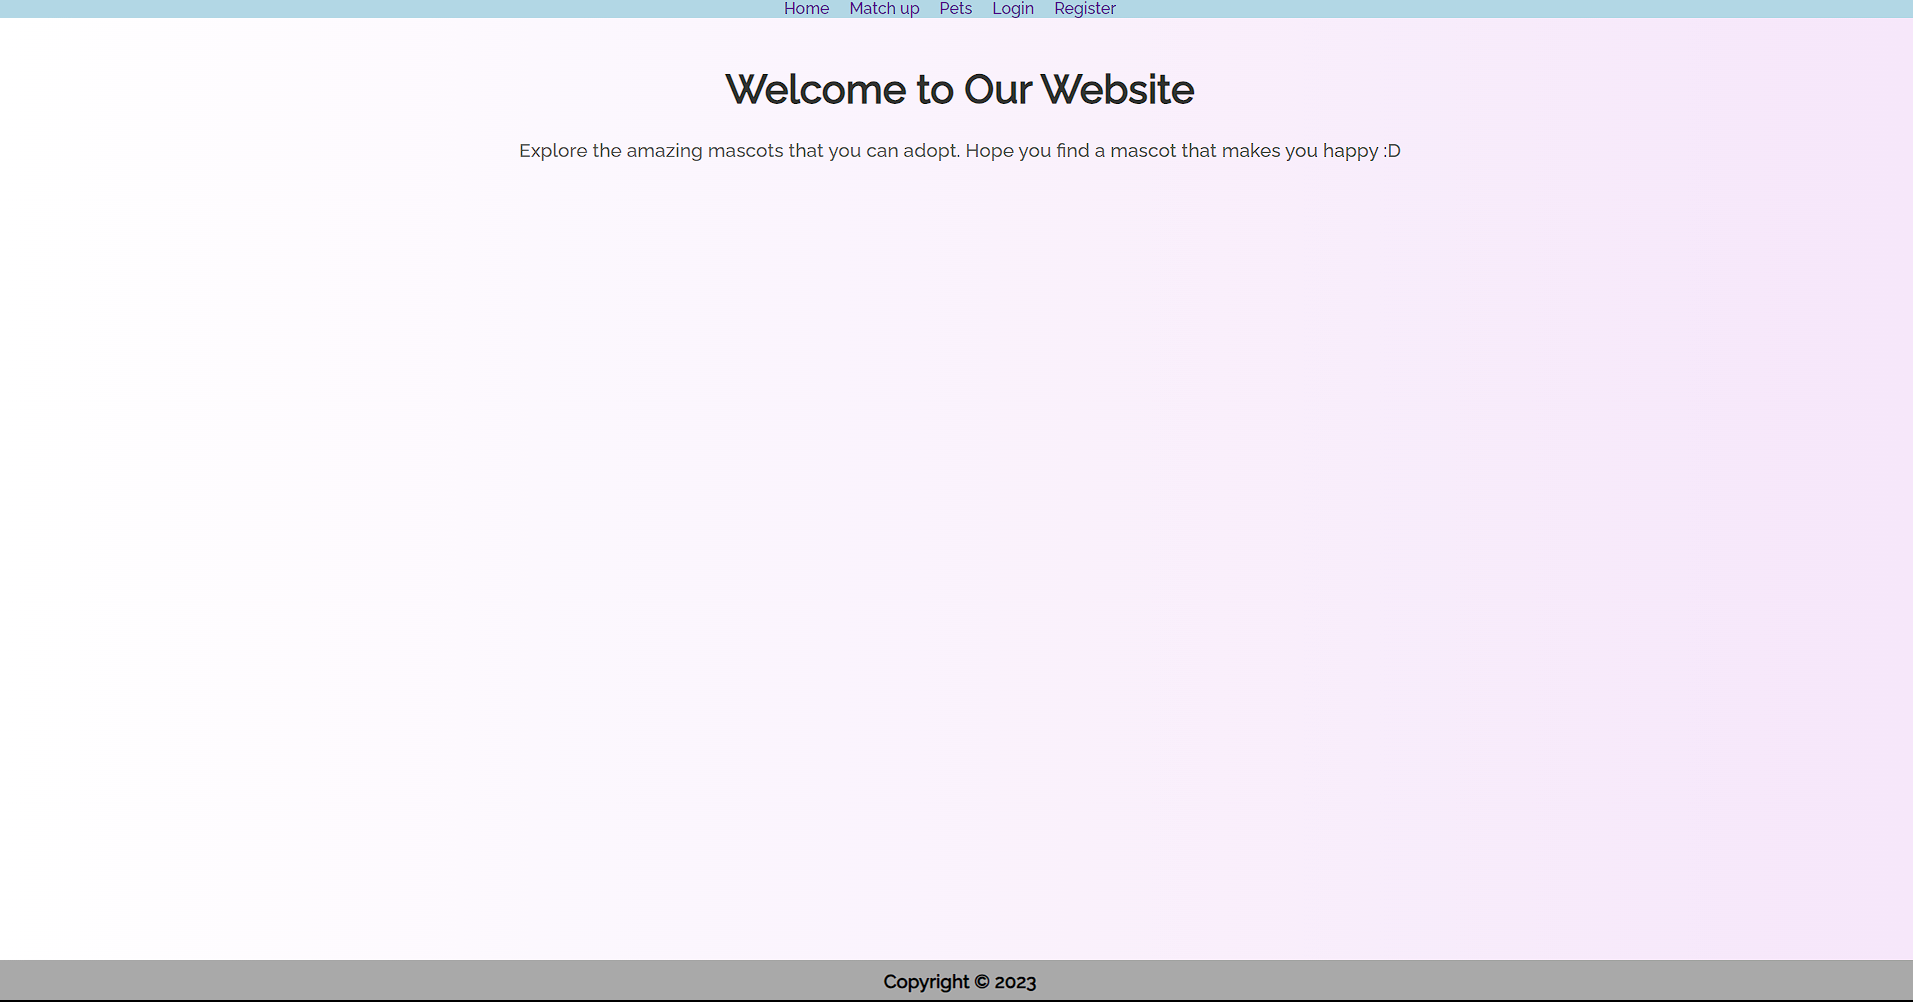 Home Match up Pets Login Register
Welcome to Our Website
Explore the amazing mascots that you can adopt. Hope you find a mascot that makes you happy :D
Copyright © 2023